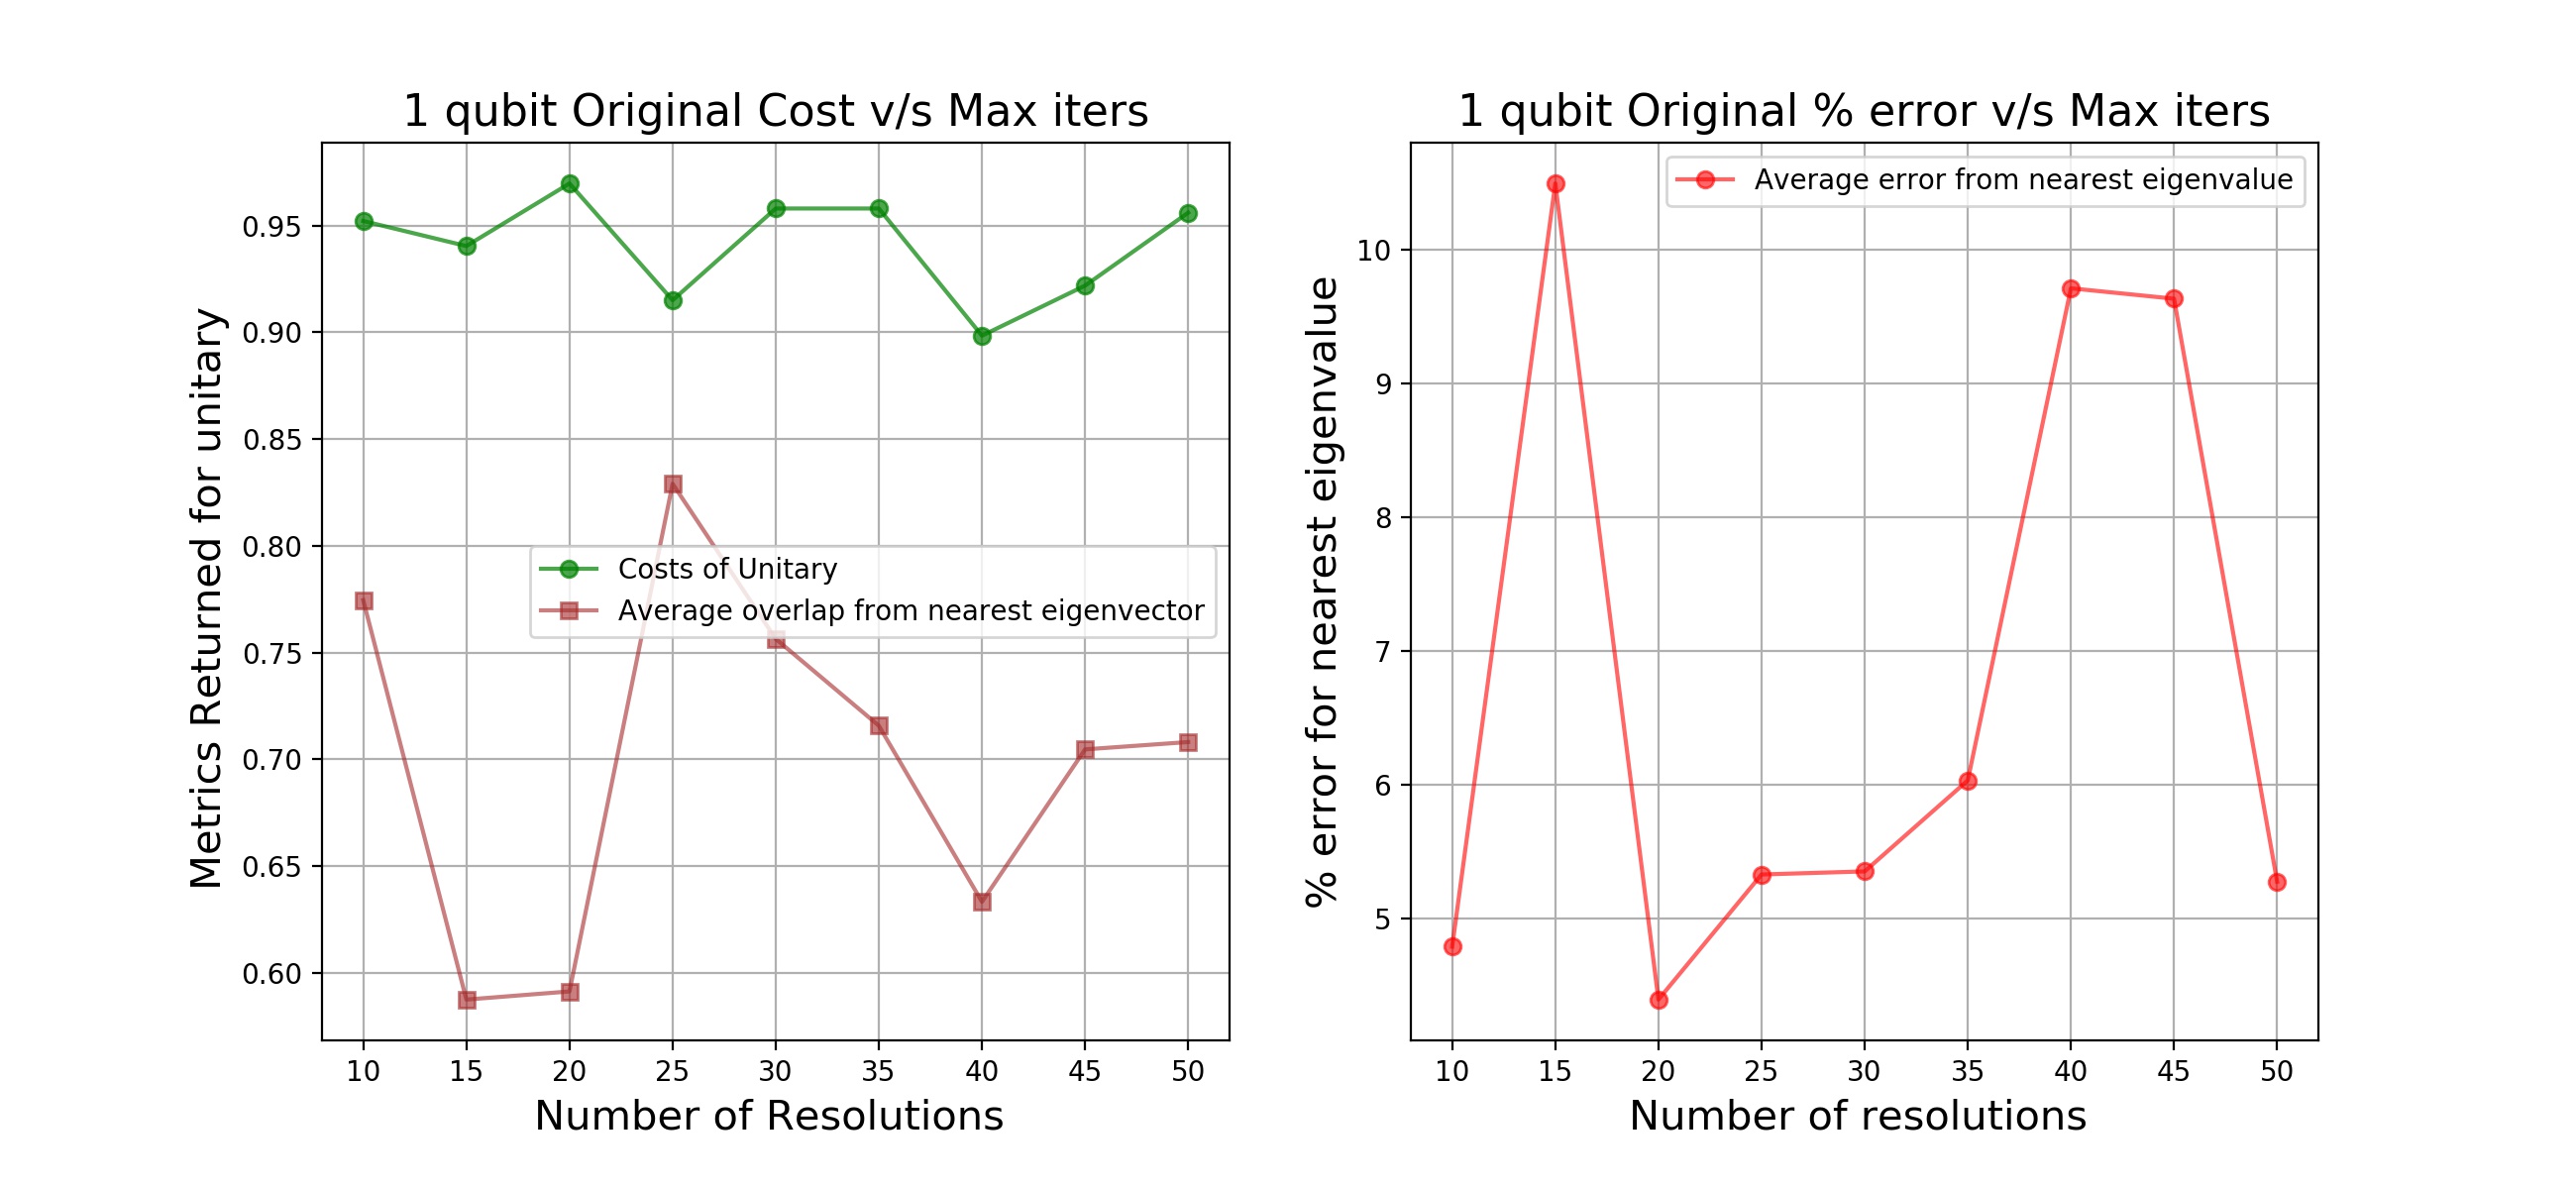 1 qubit Original Cost v/s Max iters
Metrics Returned for unitary
0.95
0.90
0.85
0.80
0.75
0.70
0.65
0.60
Costs of Unitary
Average overlap from nearest eigenvector
10 15 20 25 30 35 40 45 50
Number of Resolutions
1 qubit Original % error v/s Max iters
% error for nearest eigenvalue
Average error from nearest eigenvalue
10
9
8
7
6
5
10 15 20 25 30 35 40 45 50
Number of resolutions